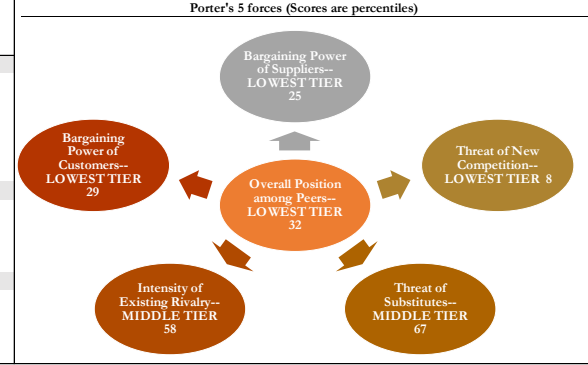 Porter's 5 forces (Scores are percentiles)
Bargaining Power
of Suppliers--
LOWEST TIER
25
Bargaining
Power of
Customers--
LOWEST TIER
29
Threat of New
Competition--
LOWEST TIER 8
Overall Position
among Peers--
LOWEST TIER
32
Intensity of
Existing Rivalry--
MIDDLE TIER
58
Threat of
Substitutes--
MIDDLE TIER
67